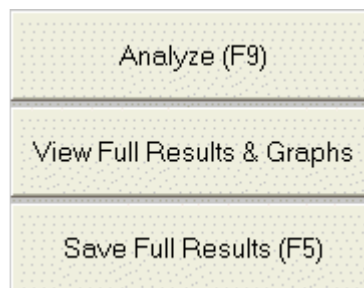 Analyze (F9)
View Full Results & Graphs
Save Full Results (F5)